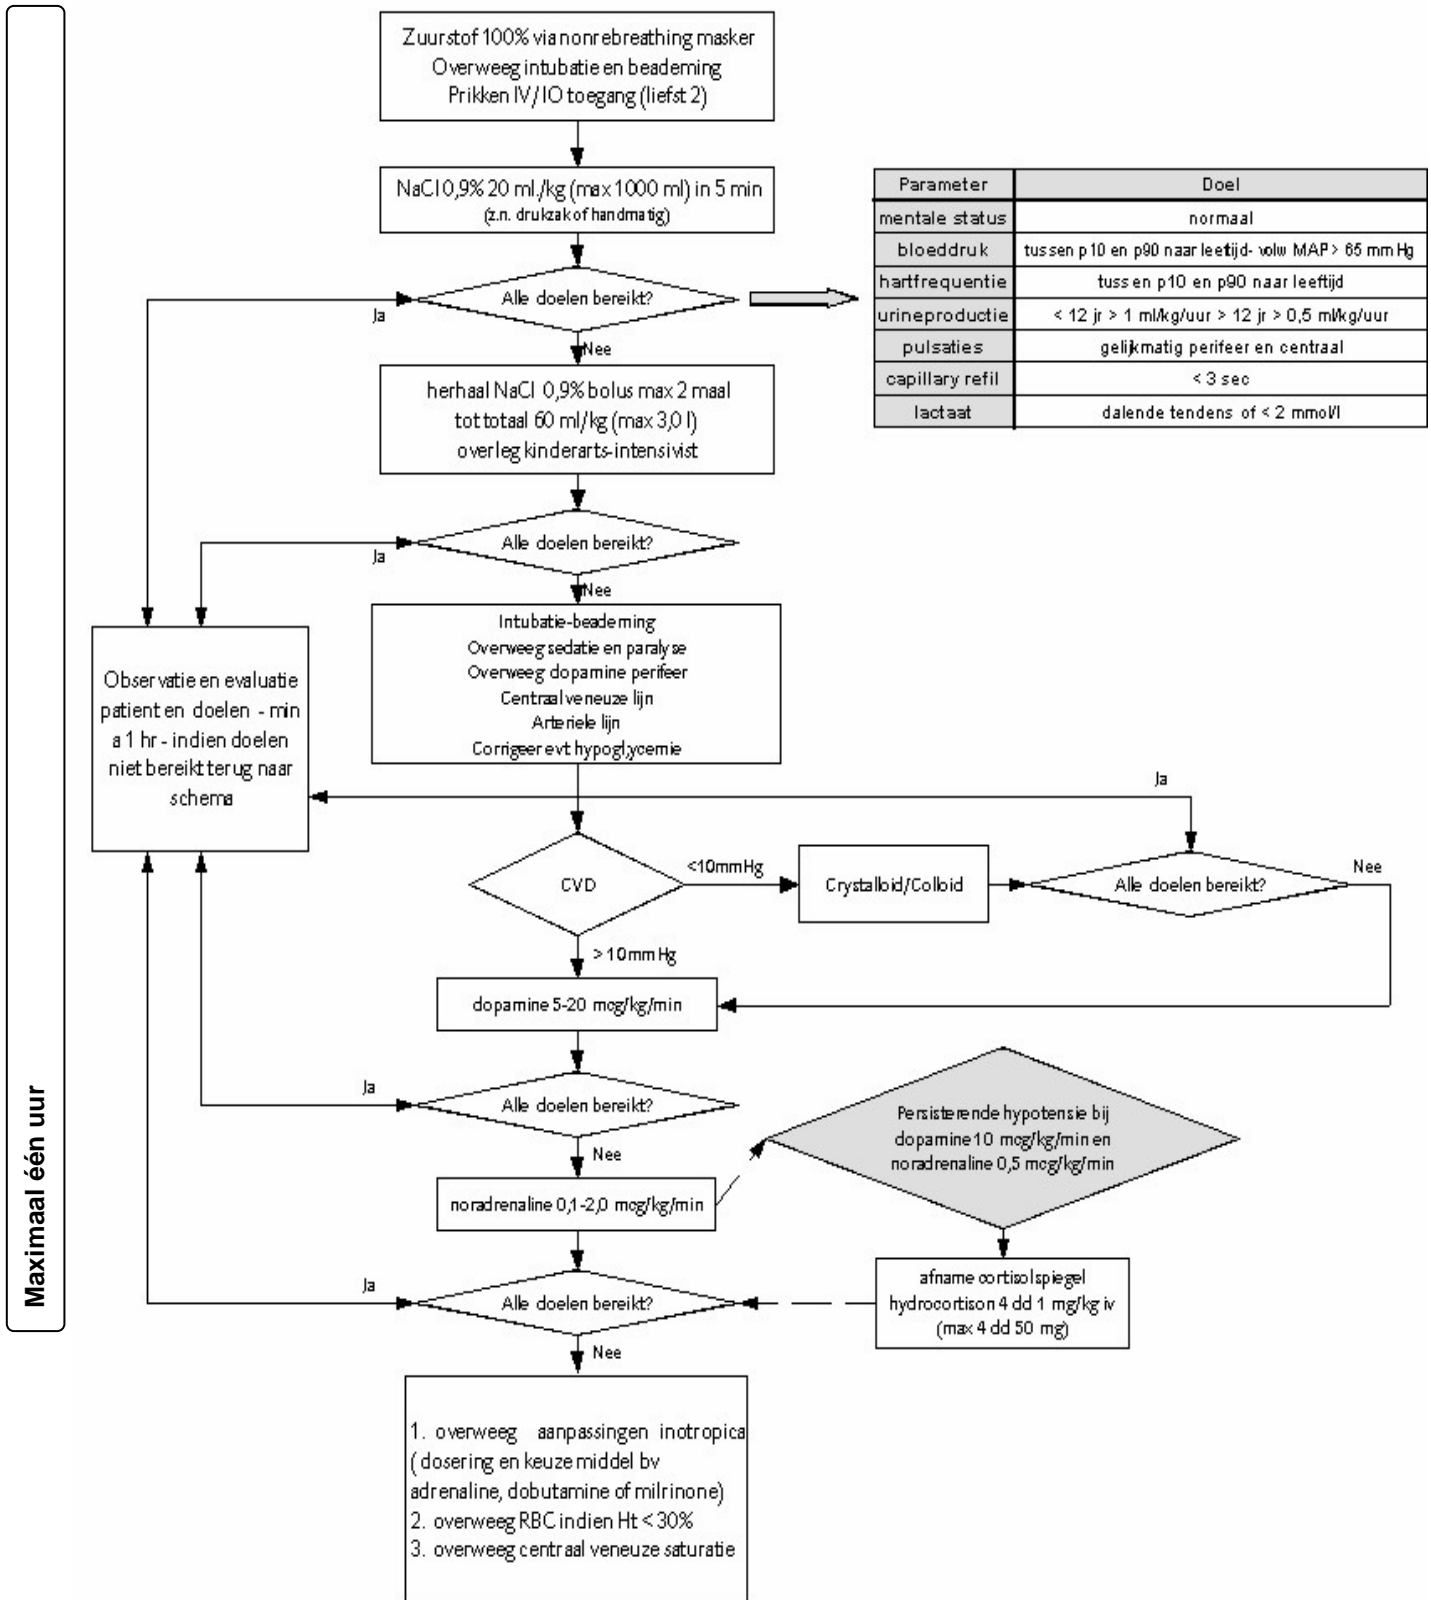 Zuurstof 100% via nonrebreathing masker
Overweeg intubatie en beademing
Prikken IV/IO toegang (liefst 2)
NaCl 0,9% 20 ml./kg (max 1000 ml) in 5 min
(z.n. drukzak of handmatig)
Alle doelen bereikt?
Ja
Nee
Parameter Doel
mentale status normaal
bloeddruk tussen p10 en p90 naar leeftijd- volw MAP > 65 mmHg
hartfrequentie tussen p10 en p90 naar leeftijd
urineproductie < 12 jr > 1 ml/kg/uur > 12 jr > 0,5 ml/kg/uur
pulsaties gelijkmatig perifeer en centraal
capillary refil < 3 sec
lactaat dalende tendens of < 2 mmol/l
herhaal NaCl 0,9% bolus max 2 maal
tot totaal 60 ml/kg (max 3,0 l)
overleg kinderarts-intensivist
Alle doelen bereikt?
Ja
Nee
Intubatie-beademing
Overweeg sedatie en paralyse
Overweeg dopamine perifeer
Centraal veneuze lijn
Arteriele lijn
Corrigeer evt hypoglycemie
Observatie en evaluatie
patient en doelen - min
a 1 hr - indien doelen
niet bereikt terug naar
schema
Ja
CVD
<10mmHg
Crystalloid/Colloid
Alle doelen bereikt?
Nee
> 10mmHg
dopamine 5-20 mcg/kg/min
Alle doelen bereikt?
Ja
Nee
Persisterende hypotensie bij
dopamine 10 mcg/kg/min en
noradrenaline 0,5 mcg/kg/min
noradrenaline 0,1-2,0 mcg/kg/min
afname cortisolspiegel
hydrocortison 4 dd 1 mg/kg iv
(max 4 dd 50 mg)
Alle doelen bereikt?
Ja
Nee
1. overweeg aanpassingen inotropica
( dosering en keuze middel bv
adrenaline, dobutamine of milrinone)
2. overweeg RBC indien Ht < 30%
3. overweeg centraal veneuze saturatie
Maximaal één uur